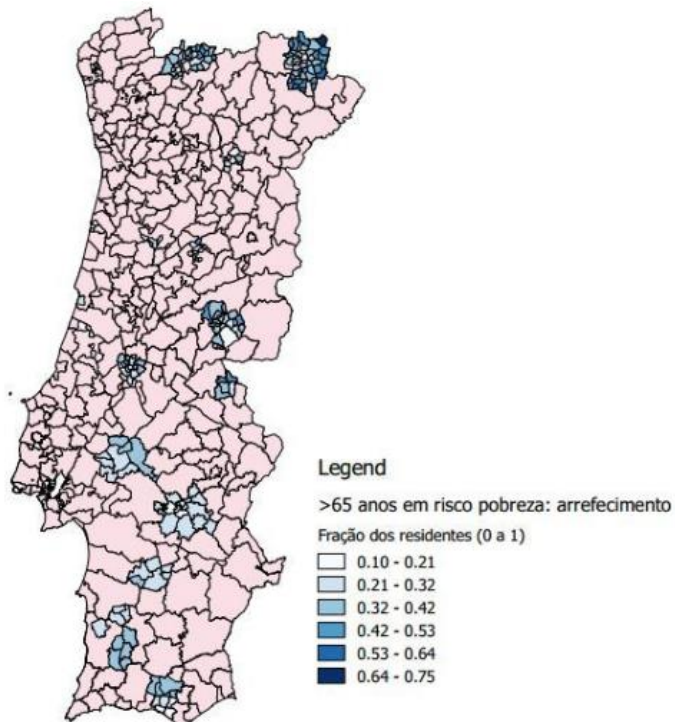 Legend
>65 anos em risco pobreza: arrefecimento
Fração dos residentes (0 a 1)
0.10 - 0.21
0.21 - 0.32
0.32 - 0.42
0.42 - 0.53
0.53 - 0.64
0.64 - 0.75